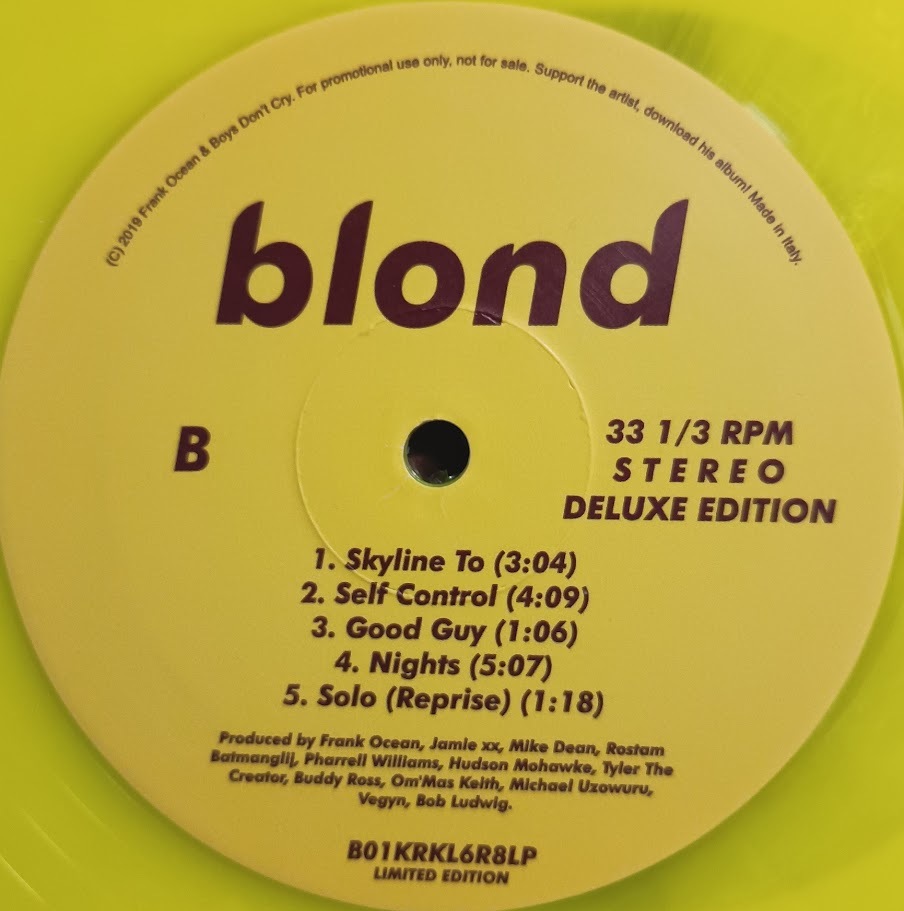 (C) 2019 Frank Ocean & Boys Don't Cry. For promotional use only, not for sale. Support the artist, download his album! Made in Italy.
blond
B
33 1/3 RPM
STEREO
DELUXE EDITION
1. Skyline To (3:04)
2. Self Control (4:09)
3. Good Guy (1:06)
4. Nights (5:07)
5. Solo (Reprise) (1:18)
Produced by Frank Ocean, Jamie xx, Mike Dean, Rostam
Batmanglij, Pharrell Williams, Hudson Mohawke, Tyler The
Creator, Buddy Ross, Om'Mas Keith, Michael Uzowuru,
Vegyn, Bob Ludwig.
B01KRKL6R8LP
LIMITED EDITION